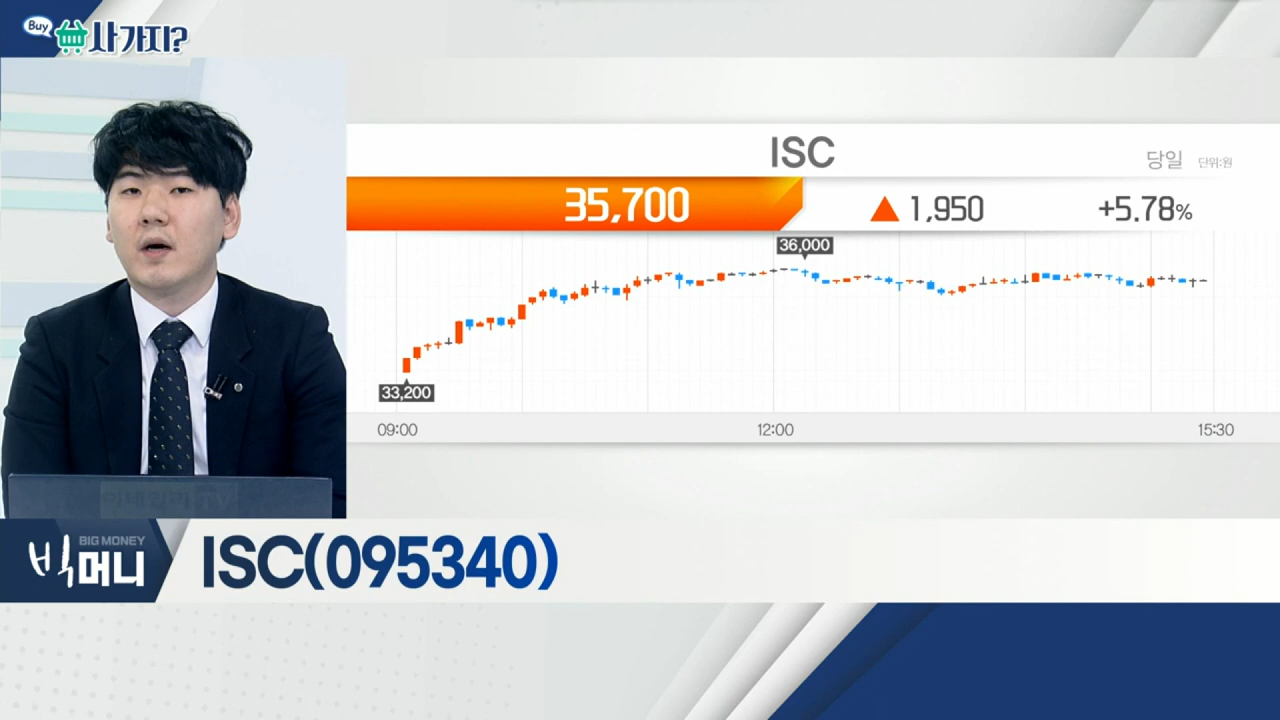 Buy
사가지?
ISC
당일 단위:원
35,700 ▲ 1,950 +5.78%
36,000
33,200
09:00 12:00 15:30
BIG MONEY
빅머니
ISC(095340)